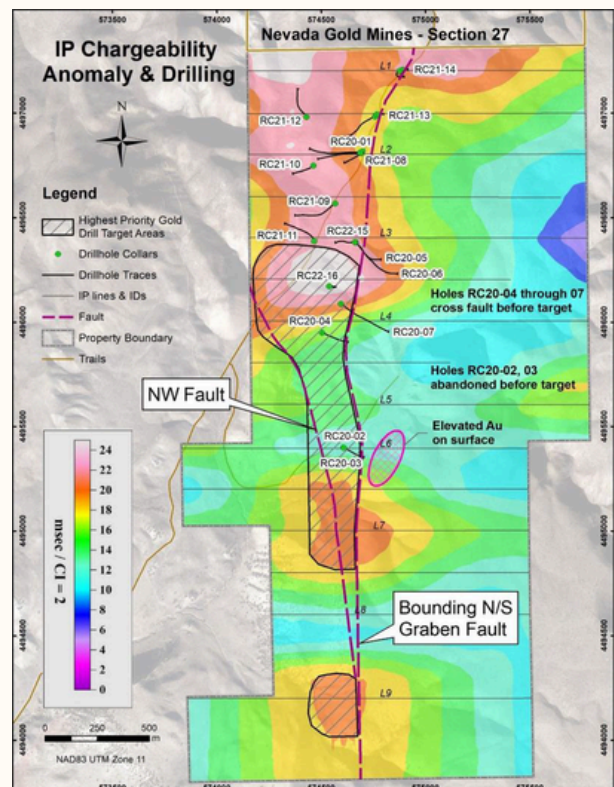 573500 574000 574500 575000 575500
Nevada Gold Mines - Section 27
IP Chargeability
Anomaly & Drilling
N
L1
RC21-14
4497000
RC21-12
RC21-13
RC20-01
L2
RC21-10
RC21-08
Legend
Highest Priority Gold
Drill Target Areas
Drillhole Collars
Drillhole Traces
IP lines & IDs
Fault
Property Boundary
Trails
RC21-09
4496500
L3
RC21-11
RC22-15
RC20-05
RC20-06
RC22-16
Holes RC20-04 through 07
cross fault before target
4496000
L4
RC20-04
RC20-07
Holes RC20-02, 03
abandoned before target
NW Fault
L5
4495500
Elevated Au
on surface
RC20-02
L6
RC20-03
24
22
20
18
16
14
12
10
8
6
4
2
0
msec / CI = 2
4495000
L7
L8
Bounding N/S
Graben Fault
4494500
L9
0 250 500
m
4494000
NAD83 UTM Zone 11
573500 574000 574500 575000 575500